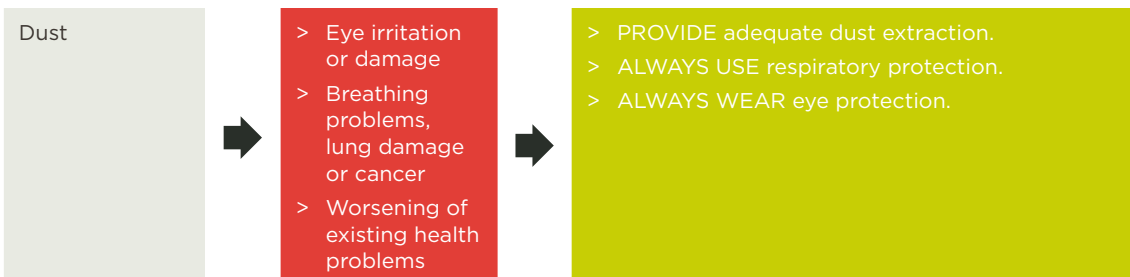 Dust
> Eye irritation
or damage
> Breathing
problems,
lung damage
or cancer
> Worsening of
existing health
problems
> PROVIDE adequate dust extraction.
> ALWAYS USE respiratory protection.
> ALWAYS WEAR eye protection.